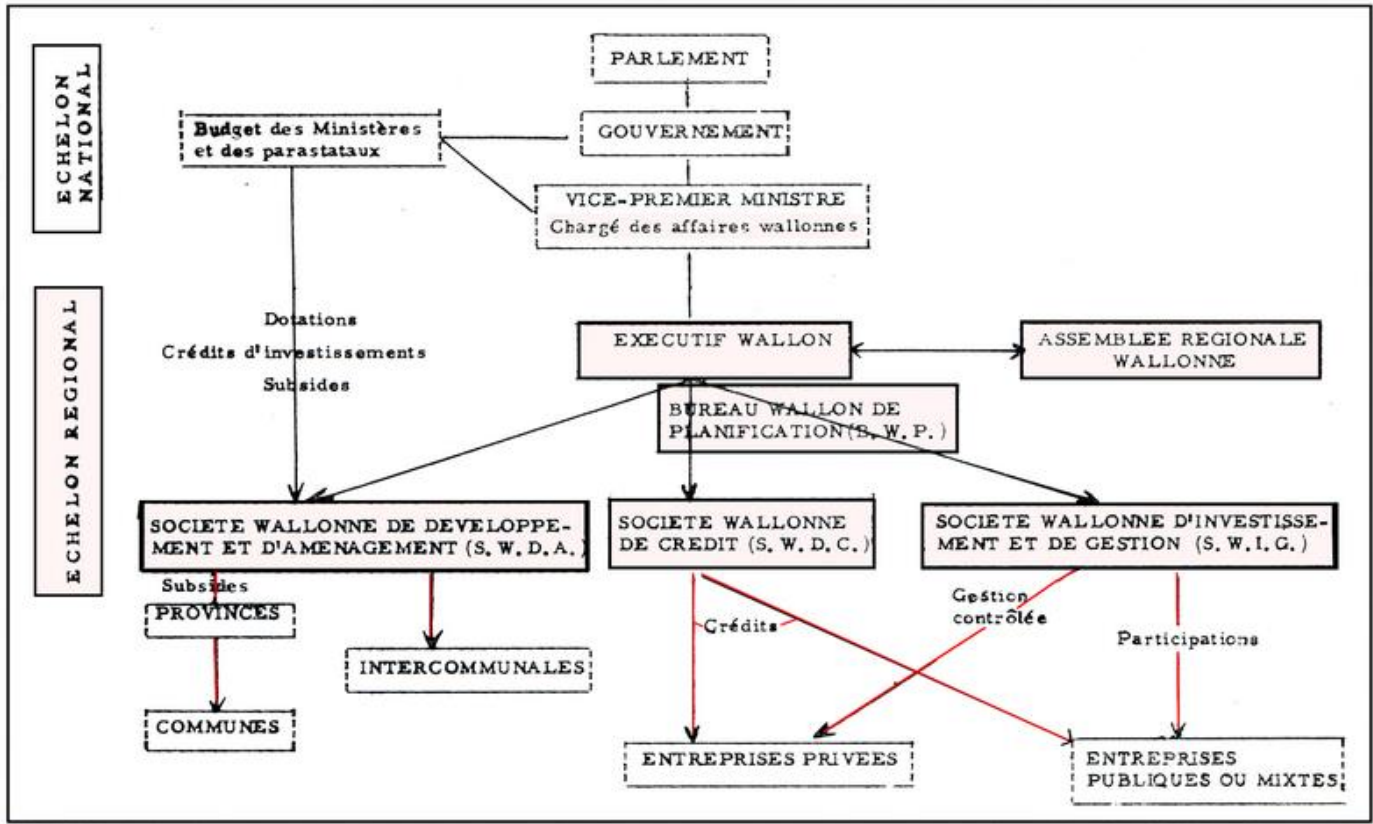 ECHELON
NATIONAL
PARLEMENT
Budget des Ministères
et des parastataux
GOUVERNEMENT
VICE-PREMIER MINISTRE
Chargé des affaires wallonnes
ECHELON REGIONAL
Dotations
Crédits d'investissements
Subsides
EXECUTIF WALLON
ASSEMBLEE REGIONALE
WALLONNE
BUREAU WALLON DE
PLANIFICATION (B. W. P.)
SOCIETE WALLONNE DE DEVELOPPE-
MENT ET D'AMENAGEMENT (S. W. D. A.)
SOCIETE WALLONNE
DE CREDIT (S. W. D. C.)
SOCIETE WALLONNE D'INVESTISSE-
MENT ET DE GESTION (S. W. I. G.)
Subsides
PROVINCES
INTERCOMMUNALES
COMMUNES
Crédits
Gestion
contrôlée
Participations
ENTREPRISES PRIVEES
ENTREPRISES
PUBLIQUES OU MIXTES